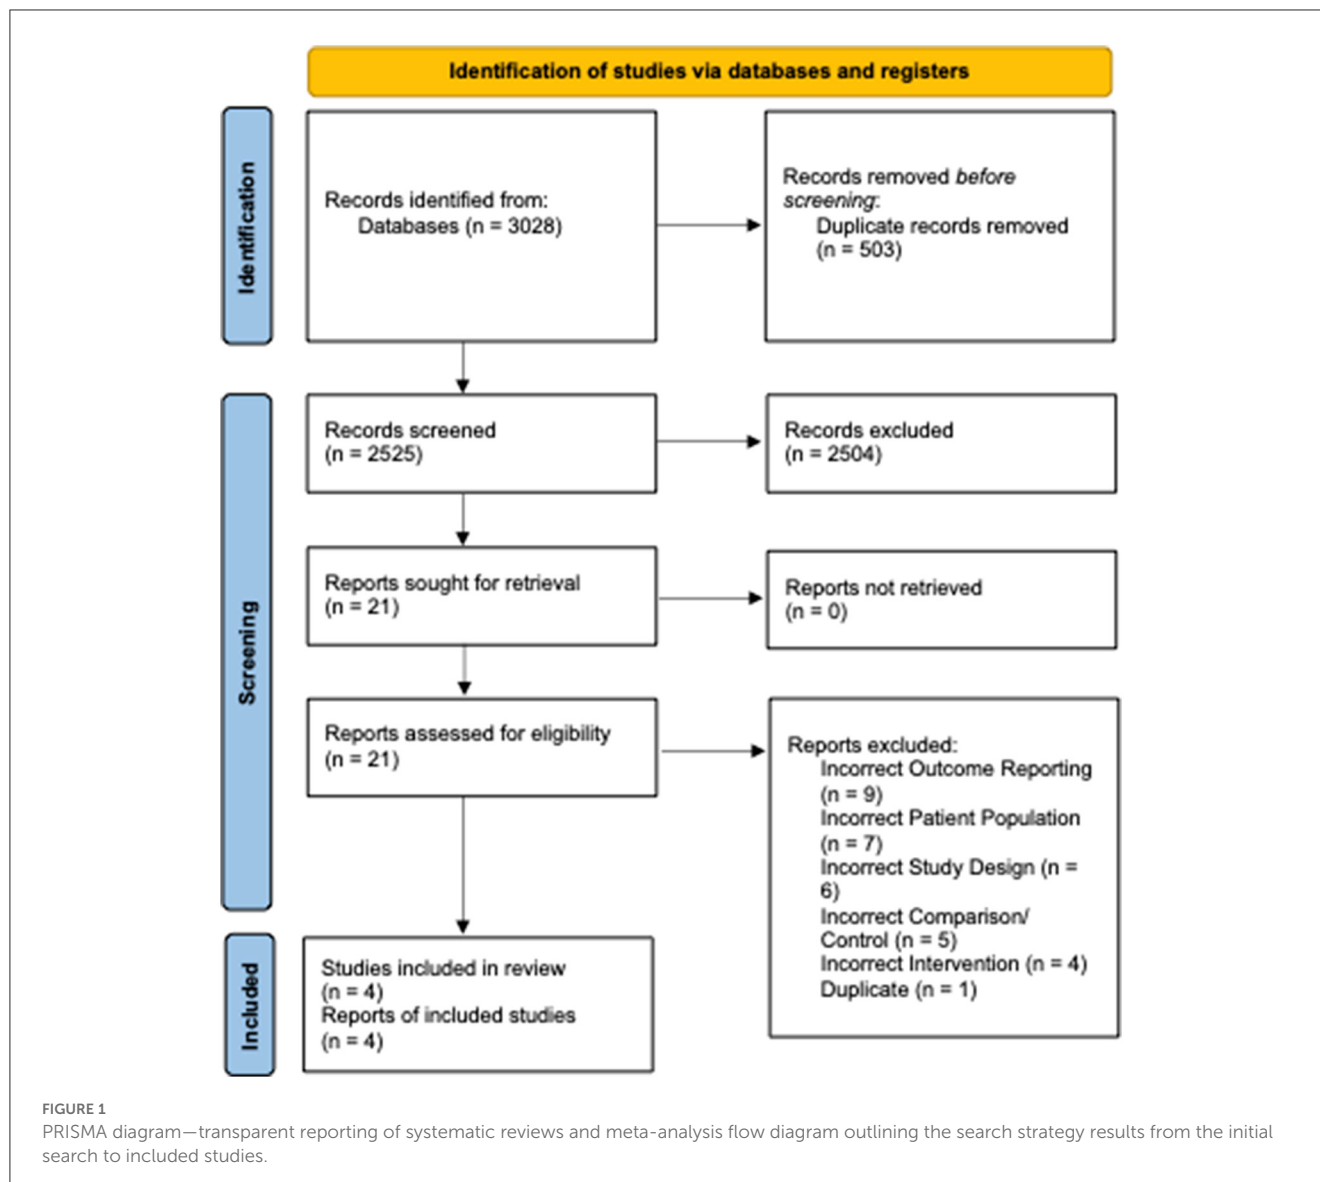 Identification of studies via databases and registers
Identification
Records identified from:
Databases (n = 3028)
Records removed before
screening:
Duplicate records removed
(n = 503)
Screening
Records screened
(n = 2525)
Records excluded
(n = 2504)
Reports sought for retrieval
(n = 21)
Reports not retrieved
(n = 0)
Reports assessed for eligibility
(n = 21)
Reports excluded:
Incorrect Outcome Reporting
(n = 9)
Incorrect Patient Population
(n = 7)
Incorrect Study Design (n =
6)
Incorrect Comparison/
Control (n = 5)
Incorrect Intervention (n = 4)
Duplicate (n = 1)
Included
Studies included in review
(n = 4)
Reports of included studies
(n = 4)
FIGURE 1
PRISMA diagram—transparent reporting of systematic reviews and meta-analysis flow diagram outlining the search strategy results from the initial
search to included studies.